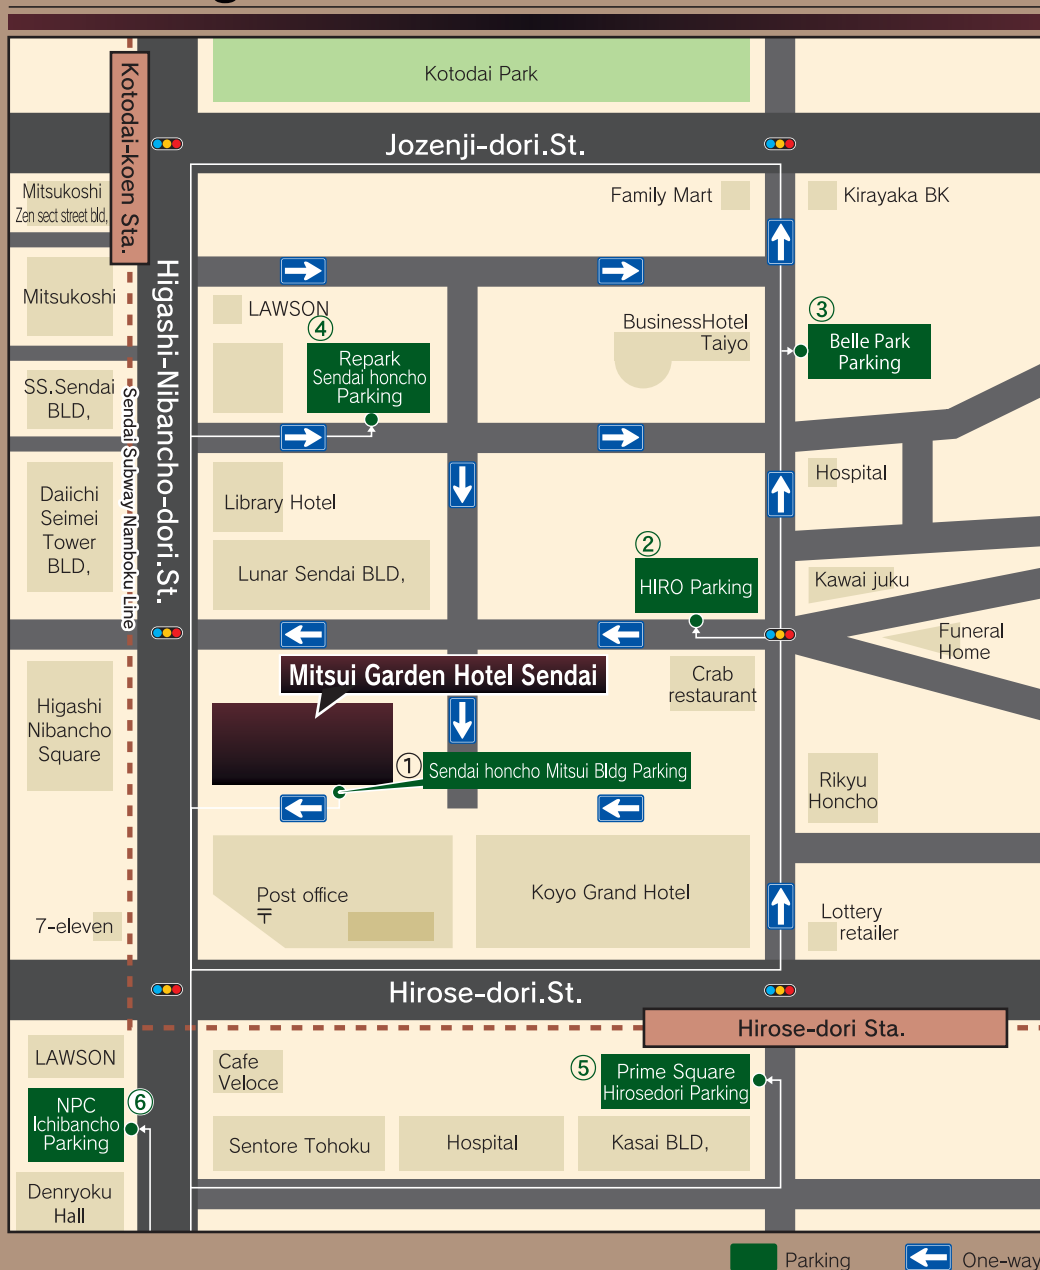 Kotodai Park
Kotodai-koen Sta.
Jozenji-dori.St.
Mitsukoshi
Zen sect street bld,
Family Mart
Kirayaka BK
Higashi-Nibancho-dori.St.
Mitsukoshi
LAWSON
④
Repark
Sendai honcho
Parking
BusinessHotel
Taiyo
③
Belle Park
Parking
SS.Sendai
BLD,
Sendai Subway Namboku Line
Daiichi
Seimei
Tower
BLD,
Library Hotel
Hospital
Lunar Sendai BLD,
②
HIRO Parking
Kawai juku
Funeral
Home
Mitsui Garden Hotel Sendai
Crab
restaurant
Higashi
Nibancho
Square
①
Sendai honcho Mitsui Bldg Parking
Rikyu
Honcho
Post office
〒
Koyo Grand Hotel
7-eleven
Lottery
retailer
Hirose-dori.St.
Hirose-dori Sta.
LAWSON
Cafe
Veloce
⑤
Prime Square
Hirosedori Parking
NPC
Ichibancho
Parking
⑥
Sentore Tohoku
Hospital
Kasai BLD,
Denryoku
Hall
Parking
One-way